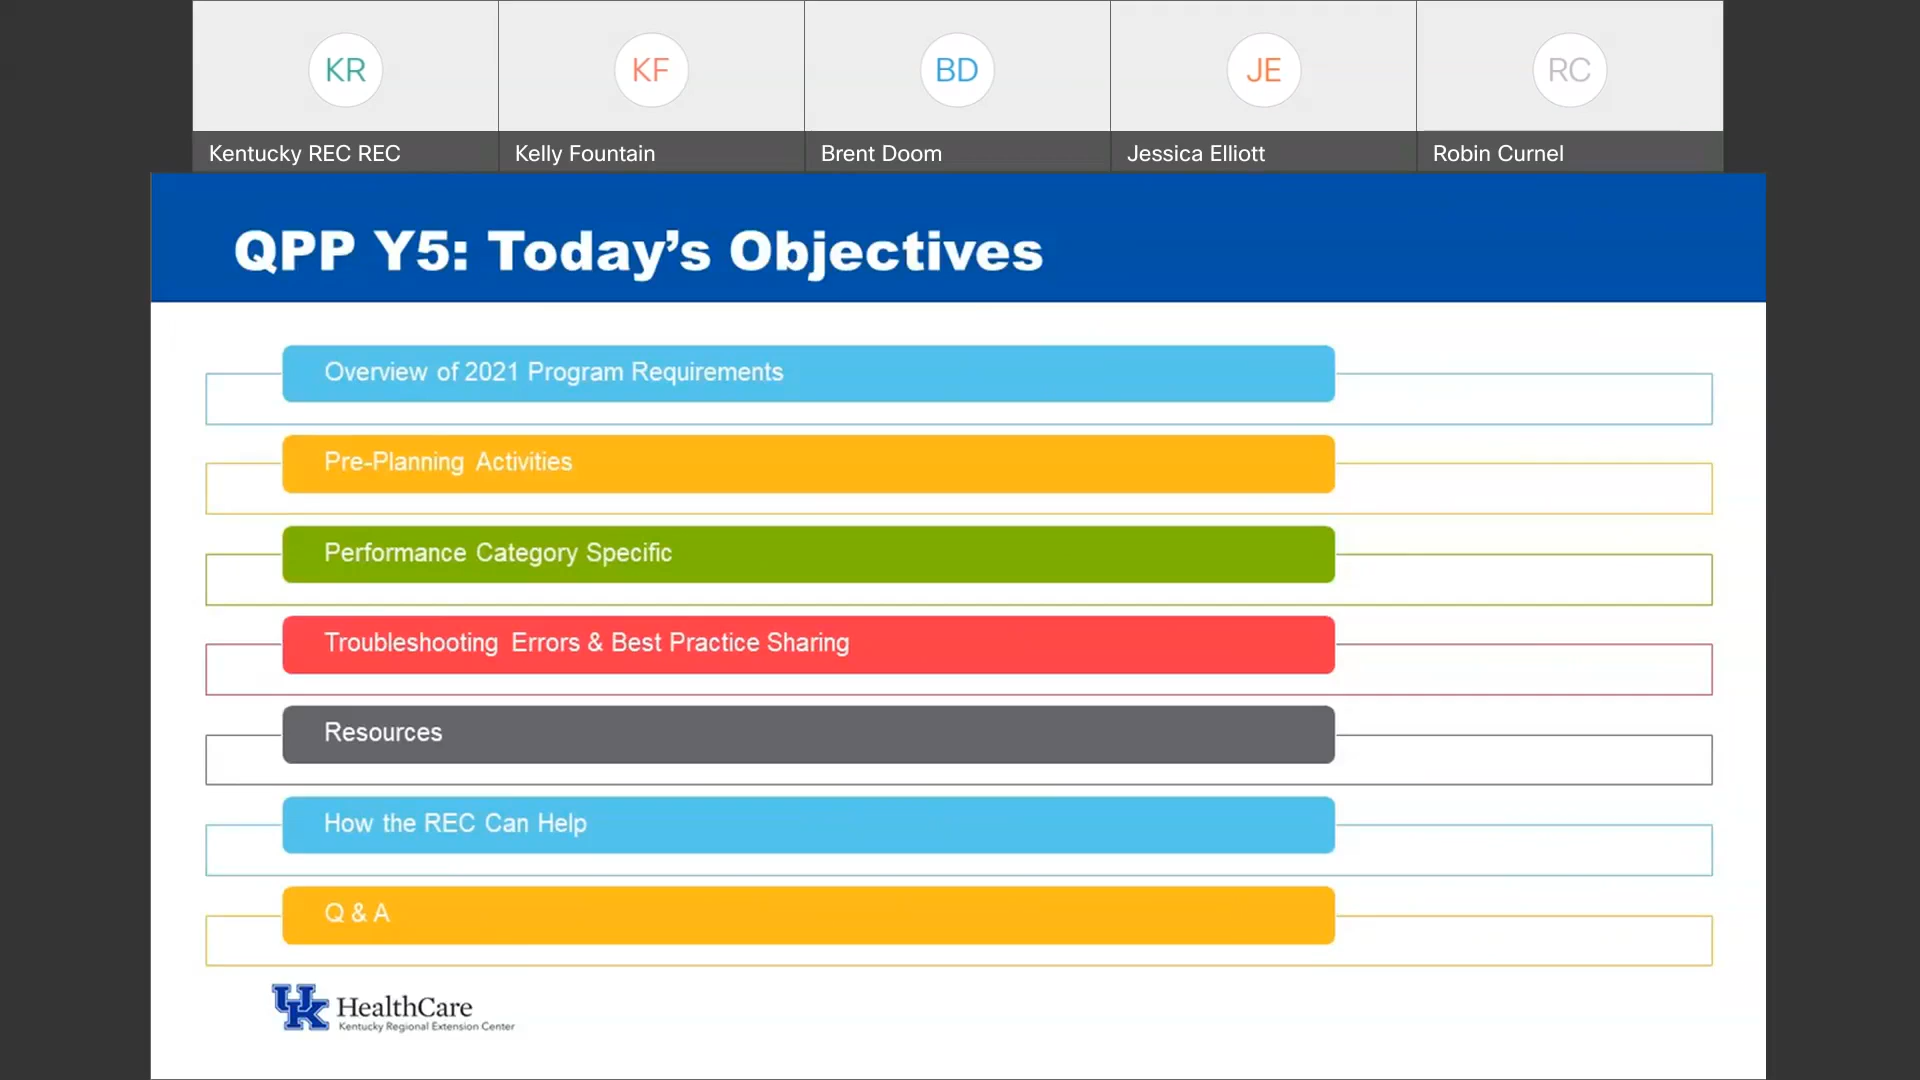 KR
KF
BD
JE
RC
Kentucky REC REC
Kelly Fountain
Brent Doom
Jessica Elliott
Robin Curnel
QPP Y5: Today’s Objectives
Overview of 2021 Program Requirements
Pre-Planning Activities
Performance Category Specific
Troubleshooting Errors & Best Practice Sharing
Resources
How the REC Can Help
Q & A
UK HealthCare
Kentucky Regional Extension Center